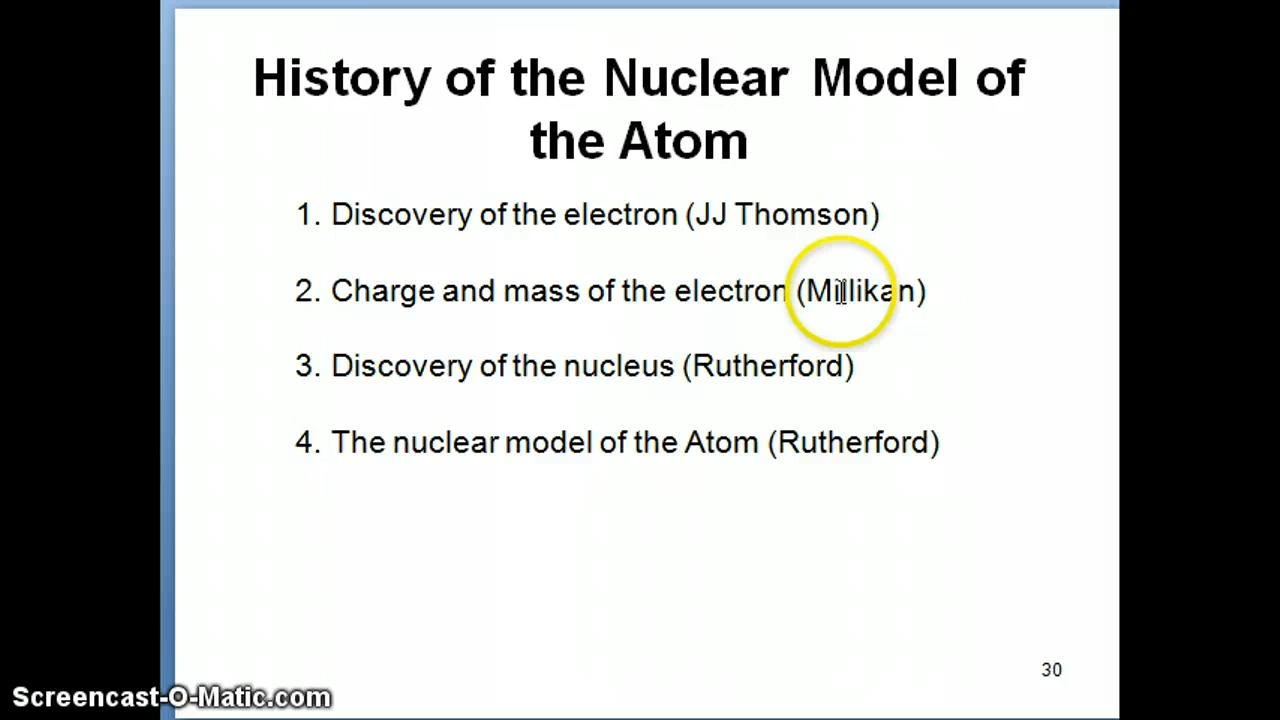 History of the Nuclear Model of
the Atom
1. Discovery of the electron (JJ Thomson)
2. Charge and mass of the electron (Millikan)
3. Discovery of the nucleus (Rutherford)
4. The nuclear model of the Atom (Rutherford)
30
Screencast-O-Matic.com